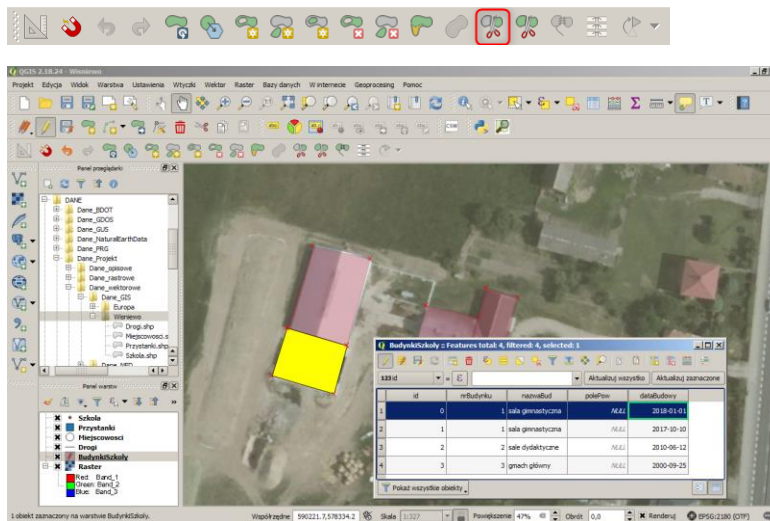 QGIS 2.18.24 - Wisniewo
Projekt Edycja Widok Warstwa Ustawienia Wtyczki Wektor Raster Bazy danych W internecie Geoprocesing Pomoc
Panel przeglądarki
DANE
Dane_BDOT
Dane_GDOS
Dane_GUS
Dane_NaturalEarthData
Dane_PRG
Dane_Projekt
Dane_opisowe
Dane_rastrowe
Dane_wektorowe
Dane_GIS
Europa
Wisniewo
Drogi.shp
Miejscowosci.s
Przystanki.shp
Szkola.shp
Panel warstw
Szkola
Przystanki
Miejscowosci
Drogi
BudynkiSzkoly
Raster
Red: Band_1
Green: Band_2
Blue: Band_3
BudynkiSzkoly :: Features total: 4, filtered: 4, selected: 1
123 id = ε Aktualizuj wszystko Aktualizuj zaznaczone
id nrBudynku nazwaBud polePow dataBudowy
1 0 1 sala gimnastyczna NULL 2018-01-01
2 1 1 sala gimnastyczna NULL 2017-10-10
3 2 2 sale dydaktyczne NULL 2010-06-12
4 3 3 gmach główny NULL 2000-09-25
Pokaż wszystkie obiekty
1 obiekt zaznaczony na warstwie BudynkiSzkoly. Współrzędne 590221.7,578334.2 Skala 1:327 Powiększenie 47% Obrót 0,0 Renderuj EPSG:2180 (OTF)